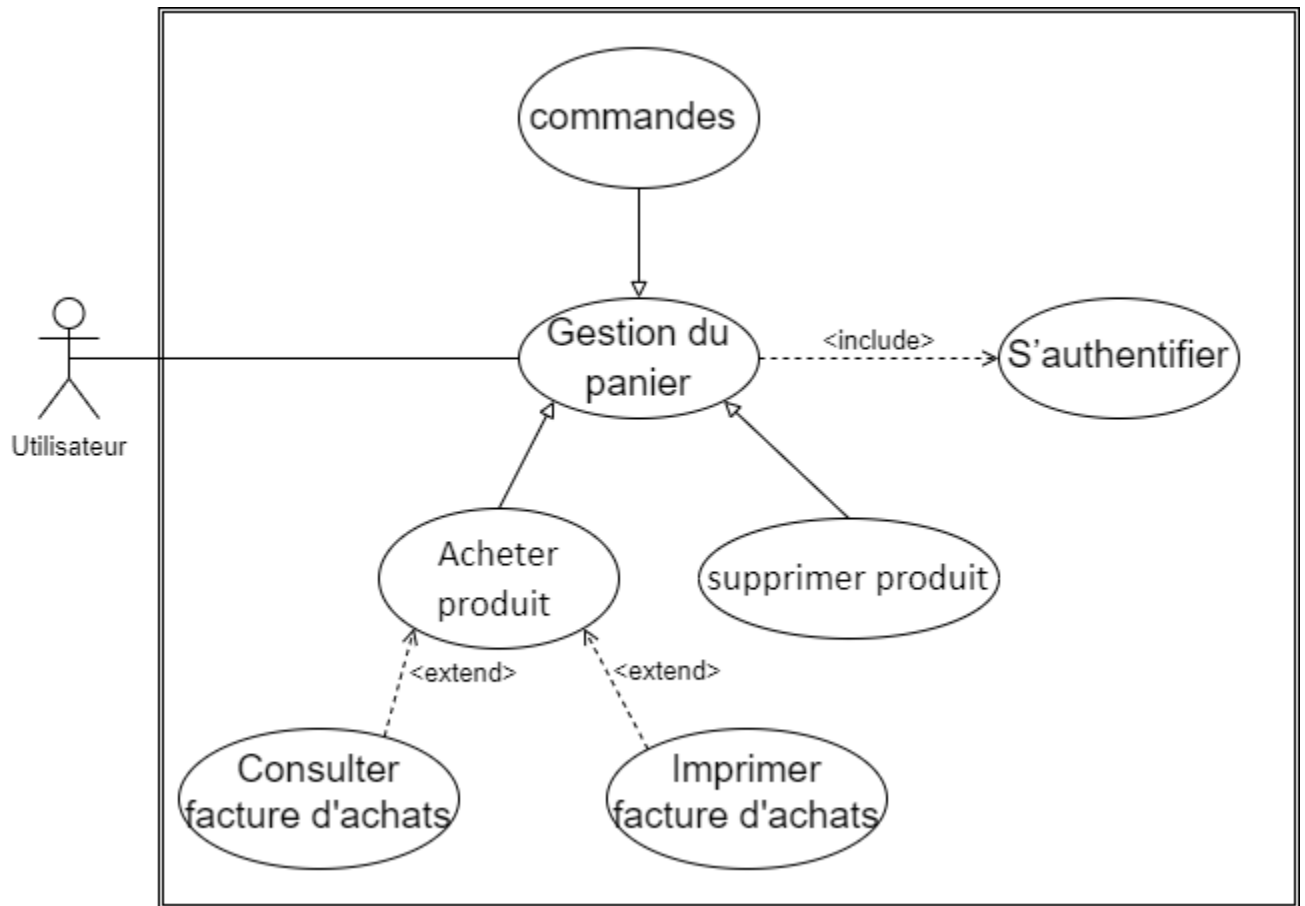 commandes
Gestion du
panier
<include>
S’authentifier
Utilisateur
Acheter
produit
supprimer produit
<extend>
<extend>
Consulter
facture d'achats
Imprimer
facture d'achats